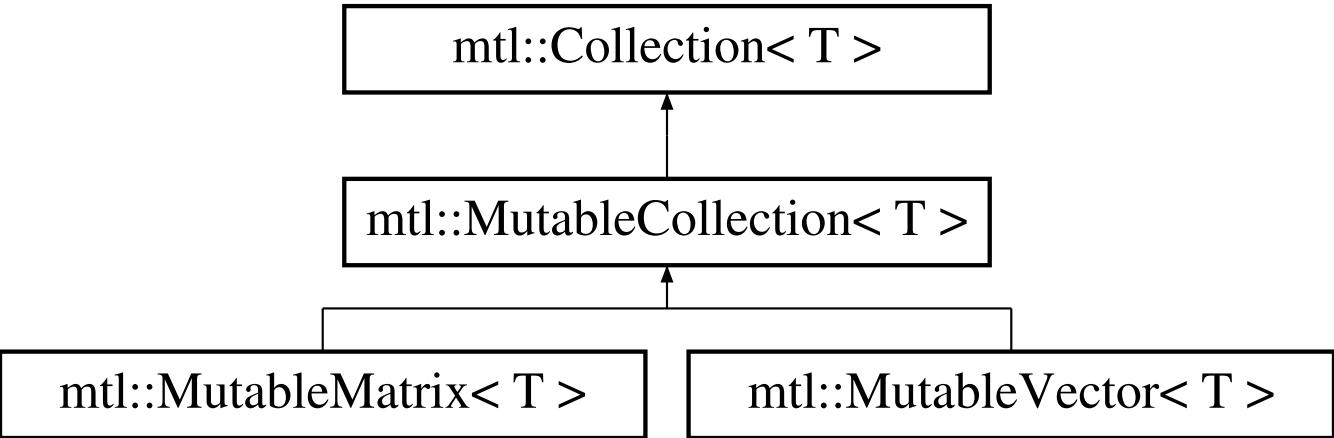 mtl::Collection< T >
mtl::MutableCollection< T >
mtl::MutableMatrix< T >
mtl::MutableVector< T >